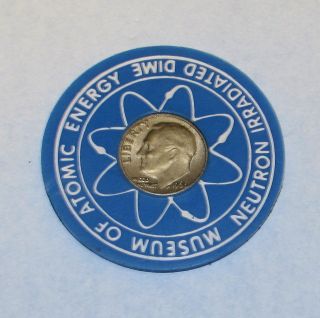 MUSEUM OF ATOMIC ENERGY
NEUTRON IRRADIATED DIME
LIBERTY